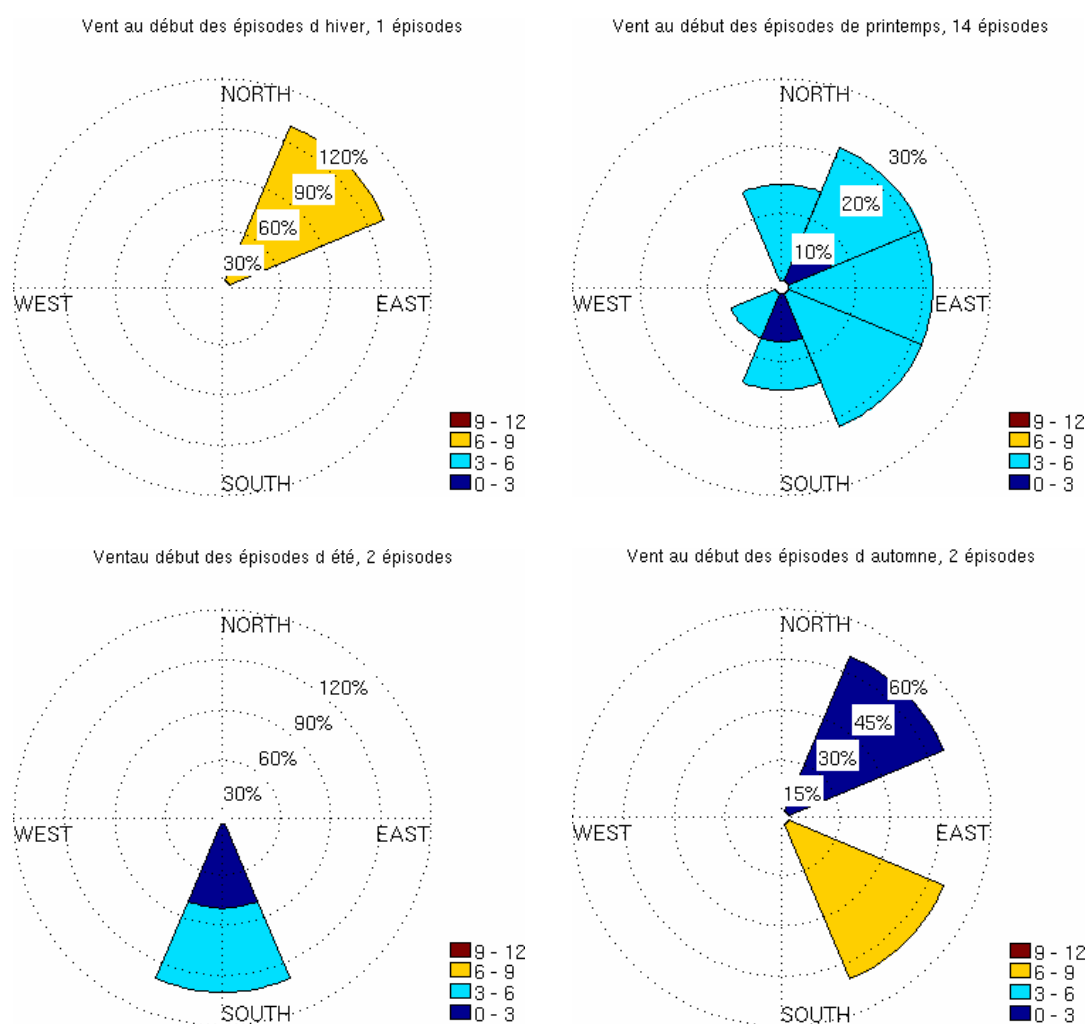 Vent au début des épisodes d hiver, 1 épisodes
NORTH
120%
90%
60%
30%
WEST
EAST
SOUTH
9 - 12
6 - 9
3 - 6
0 - 3
Vent au début des épisodes de printemps, 14 épisodes
NORTH
30%
20%
10%
WEST
EAST
SOUTH
9 - 12
6 - 9
3 - 6
0 - 3
Ventau début des épisodes d été, 2 épisodes
NORTH
120%
90%
60%
30%
WEST
EAST
SOUTH
9 - 12
6 - 9
3 - 6
0 - 3
Vent au début des épisodes d automne, 2 épisodes
NORTH
60%
45%
30%
15%
WEST
EAST
SOUTH
9 - 12
6 - 9
3 - 6
0 - 3